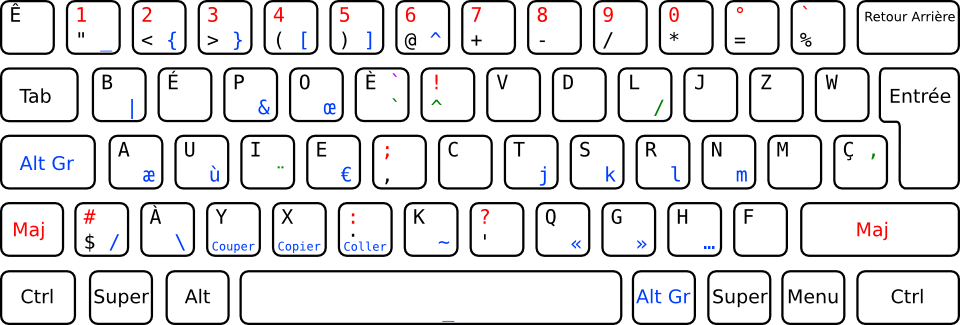 Ê 1 " _ 2 < { 3 > } 4 ( [ 5 ) ] 6 @ ^ 7 + 8 - 9 / 0 * ° = ` % Retour Arrière
Tab B | É P & O œ È ` ` ! ^ V D L / J Z W Entrée
Alt Gr A æ U ù I ¨ E € ; , C T j S k R l N m M Ç ,
Maj # $ / À \ Y Couper X Copier : . Coller K ~ ? ' Q « G » H … F Maj
Ctrl Super Alt _ Alt Gr Super Menu Ctrl